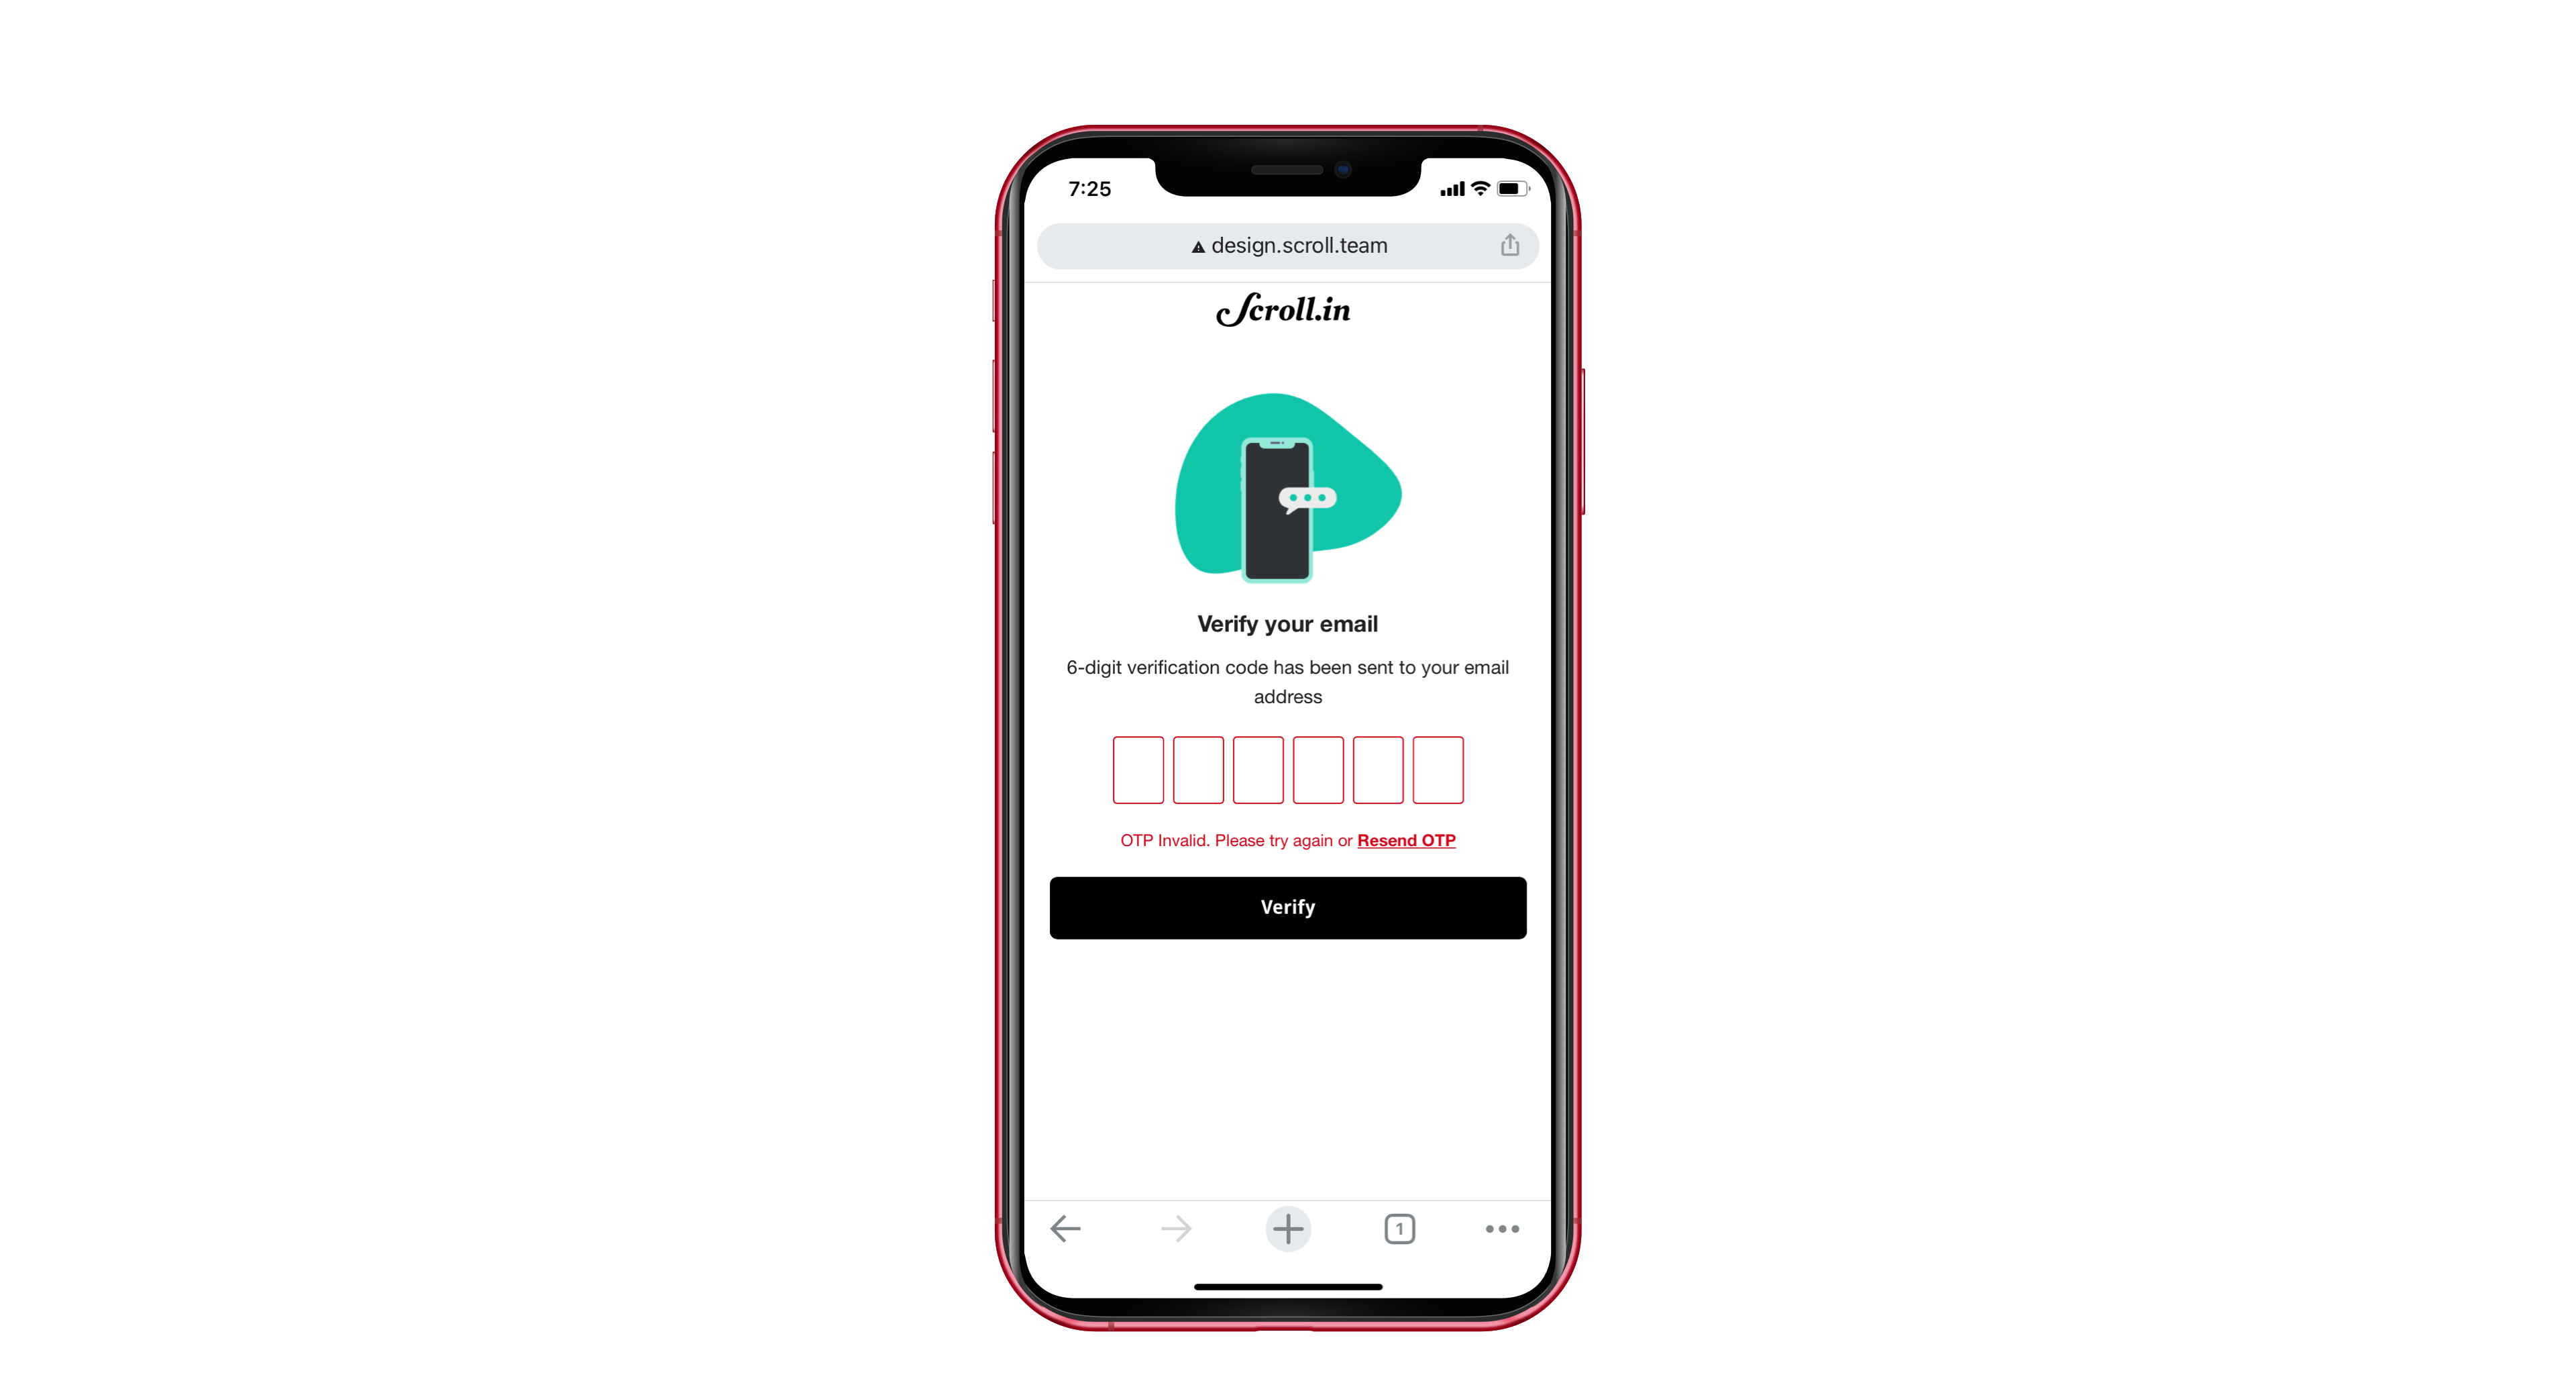 7:25
design.scroll.team
Scroll.in
Verify your email
6-digit verification code has been sent to your email
address
OTP Invalid. Please try again or Resend OTP
Verify
1